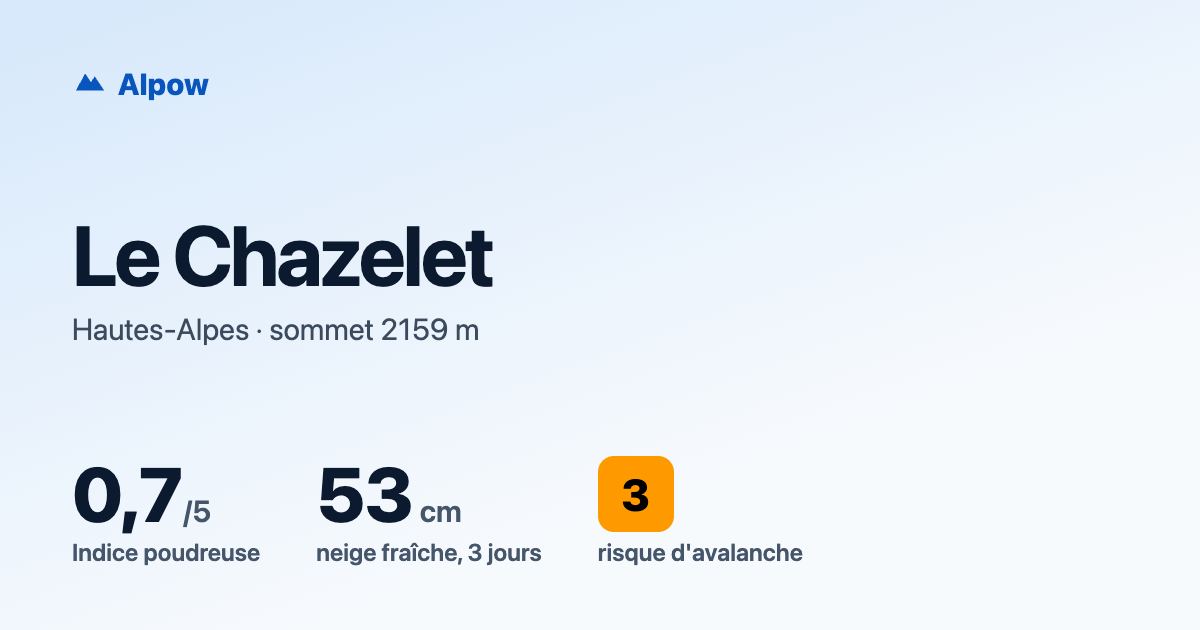 Alpow
Le Chazelet
Hautes-Alpes · sommet 2159 m
0,7/5
Indice poudreuse
53 cm
neige fraîche, 3 jours
3
risque d'avalanche